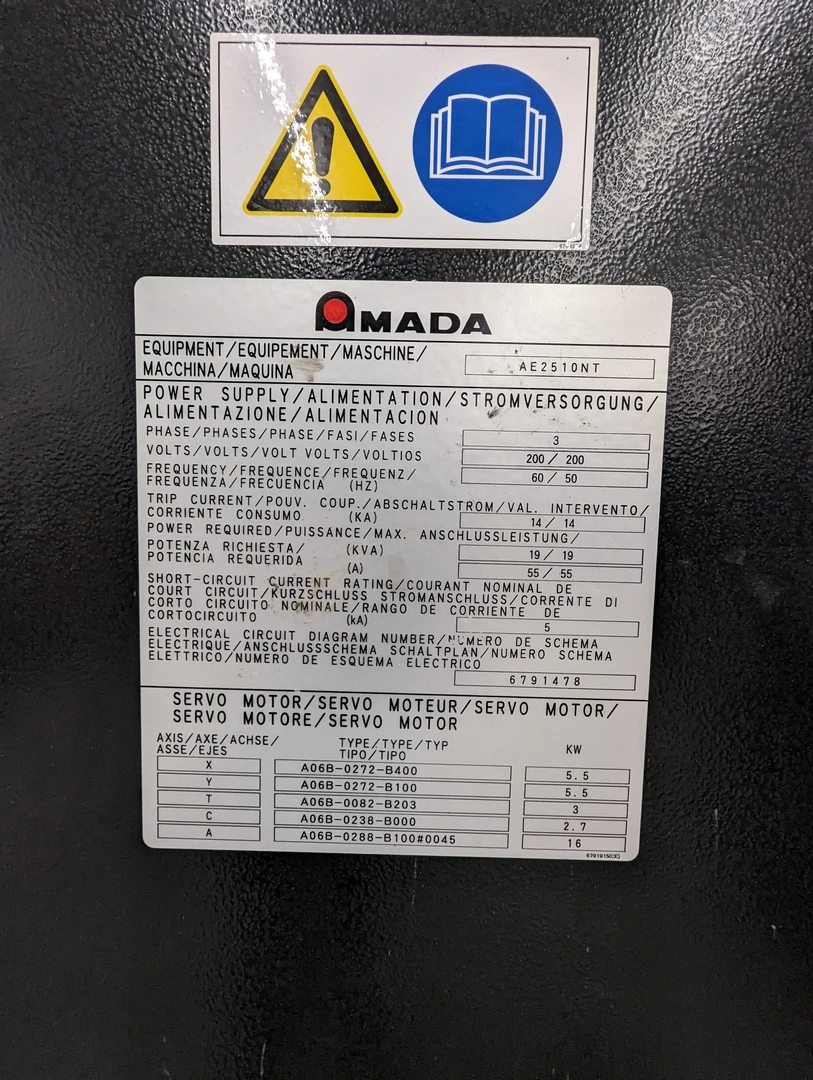 AMADA
EQUIPMENT/EQUIPEMENT/MASCHINE/
MACCHINA/MAQUINA
AE2510NT
POWER SUPPLY/ALIMENTATION/STROMVERSORGUNG/
ALIMENTAZIONE/ALIMENTACION
PHASE/PHASES/PHASE/FASI/FASES 3
VOLTS/VOLTS/VOLT VOLTS/VOLTIOS 200/200
FREQUENCY/FREQUENCE/FREQUENZ/
FREQUENZA/FRECUENCIA (HZ) 60/50
TRIP CURRENT/POUV. COUP./ABSCHALTSTROM/VAL. INTERVENTO/
CORRIENTE CONSUMO (KA) 14/14
POWER REQUIRED/PUISSANCE/MAX. ANSCHLUSSLEISTUNG/
POTENZA RICHIESTA/ (KVA) 19/19
POTENCIA REQUERIDA (A) 55/55
SHORT-CIRCUIT CURRENT RATING/COURANT NOMINAL DE
COURT CIRCUIT/KURZSCHLUSS STROMANSCHLUSS/CORRENTE DI
CORTO CIRCUITO NOMINALE/RANGO DE CORRIENTE DE
CORTOCIRCUITO (kA) 5
ELECTRICAL CIRCUIT DIAGRAM NUMBER/NUMERO DE SCHEMA
ELECTRIQUE/ANSCHLUSSSCHEMA SCHALTPLAN/NUMERO SCHEMA
ELETTRICO/NUMERO DE ESQUEMA ELECTRICO
6791478
SERVO MOTOR/SERVO MOTEUR/SERVO MOTOR/
SERVO MOTORE/SERVO MOTOR
AXIS/AXE/ACHSE/
ASSE/EJES
TYPE/TYPE/TYP
TIPO/TIPO
KW
X A06B-0272-B400 5.5
Y A06B-0272-B100 5.5
T A06B-0082-B203 3
C A06B-0238-B000 2.7
A A06B-0288-B100#0045 16
6791915(CE)